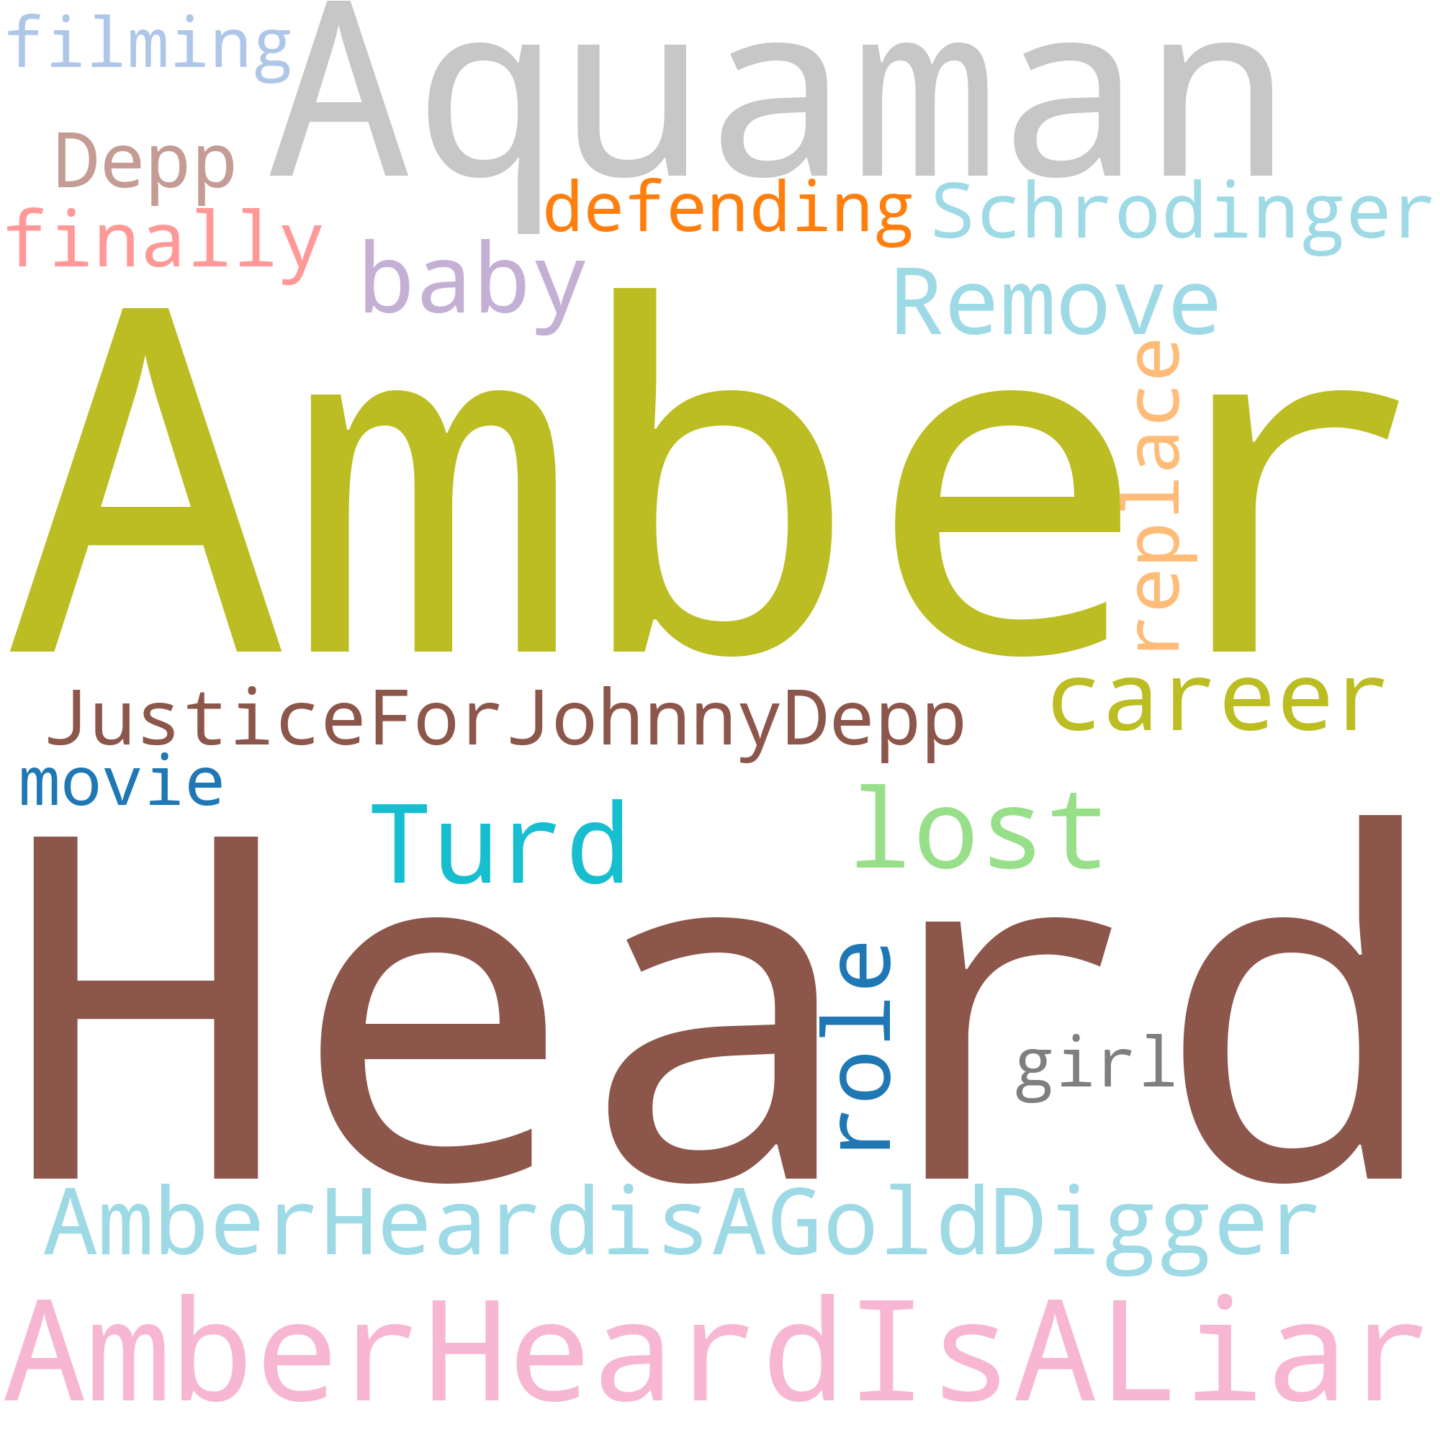 filming
Aquaman
Depp
defending
Schrodinger
finally
baby
Remove
Amber
replace
JusticeForJohnnyDepp
career
movie
Turd
lost
Heard
role
girl
AmberHeardisAGoldDigger
AmberHeardIsALiar